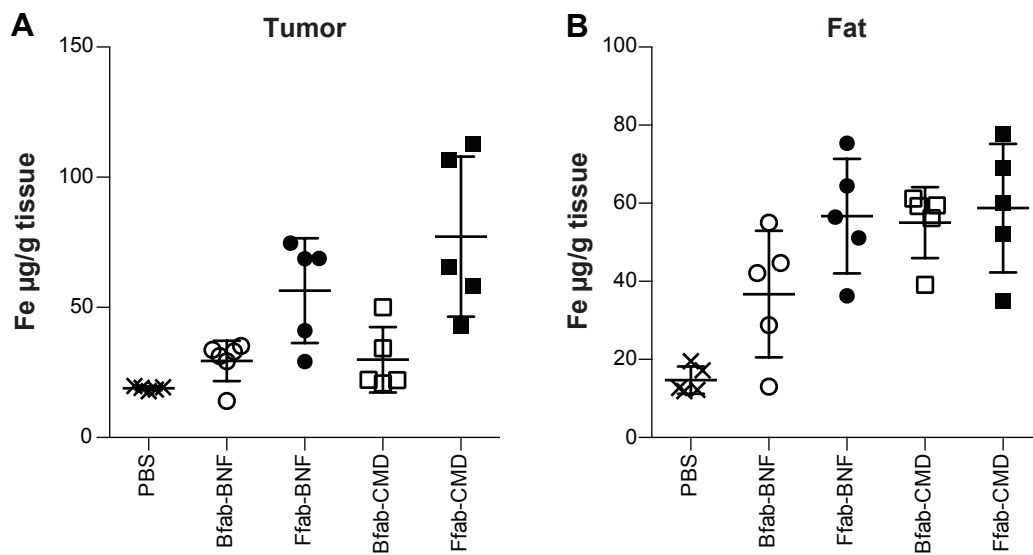 A
Tumor
Fe µg/g tissue
150
100
50
0
PBS
Bfab-BNF
Ffab-BNF
Bfab-CMD
Ffab-CMD
B
Fat
Fe µg/g tissue
100
80
60
40
20
0
PBS
Bfab-BNF
Ffab-BNF
Bfab-CMD
Ffab-CMD